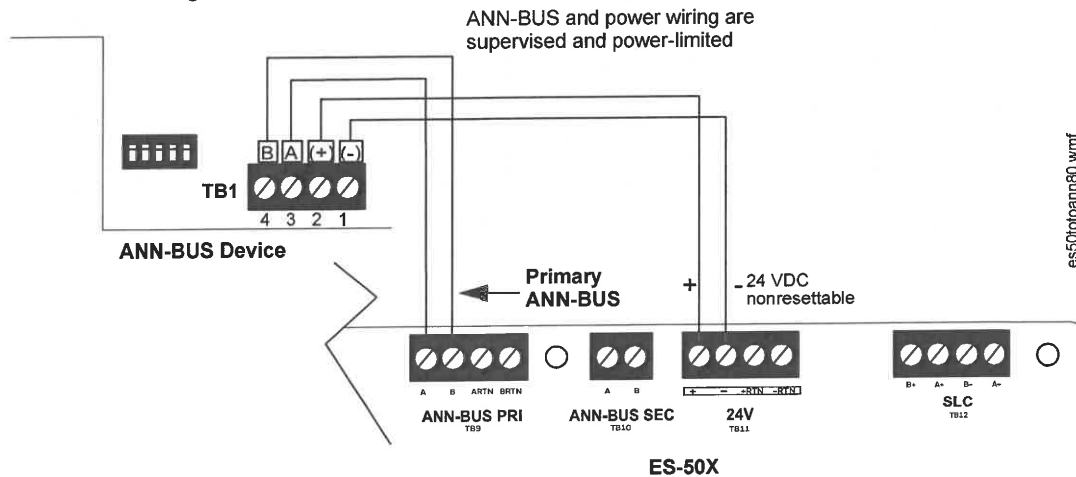 ANN-BUS and power wiring are
supervised and power-limited
B A (+) (-)
TB1
4 3 2 1
ANN-BUS Device
es50xtoann80.wmf
Primary
ANN-BUS
+
- 24 VDC
nonresettable
A B ARTN BRTN
ANN-BUS PRI
TB9
A B
ANN-BUS SEC
TB10
+ - +RTN -RTN
24V
TB11
B+ A+ B- A-
SLC
TB12
ES-50X